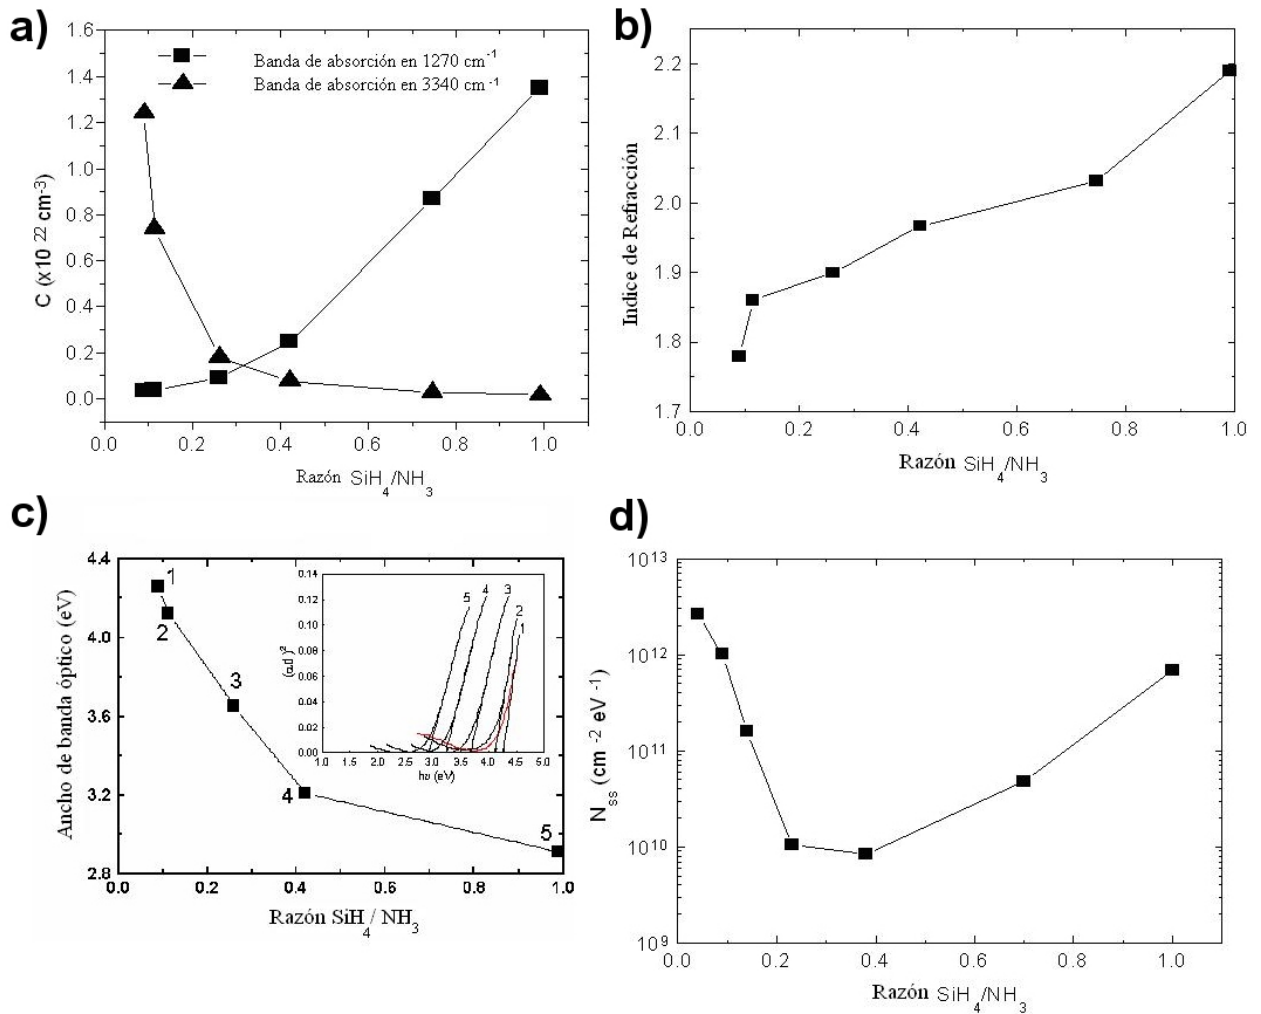 a)
1.6
1.4
1.2
1.0
0.8
0.6
0.4
0.2
0.0
C (x10 22 cm-3)
Banda de absorción en 1270 cm-1
Banda de absorción en 3340 cm-1
0.0 0.2 0.4 0.6 0.8 1.0
Razón SiH4/NH3
b)
2.2
2.1
2.0
1.9
1.8
1.7
Indice de Refracción
0.0 0.2 0.4 0.6 0.8 1.0
Razón SiH4/NH3
c)
4.4
4.0
3.6
3.2
2.8
Ancho de banda óptico (eV)
1
2
3
4
5
0.14
0.12
0.10
0.08
0.06
0.04
0.02
0.00
(αd)^2
5 4 3 2 1
1.0 1.5 2.0 2.5 3.0 3.5 4.0 4.5 5.0
hυ (eV)
0.0 0.2 0.4 0.6 0.8 1.0
Razón SiH4/ NH3
d)
10^13
10^12
10^11
10^10
10^9
Nss (cm -2 eV -1)
0.0 0.2 0.4 0.6 0.8 1.0
Razón SiH4/NH3